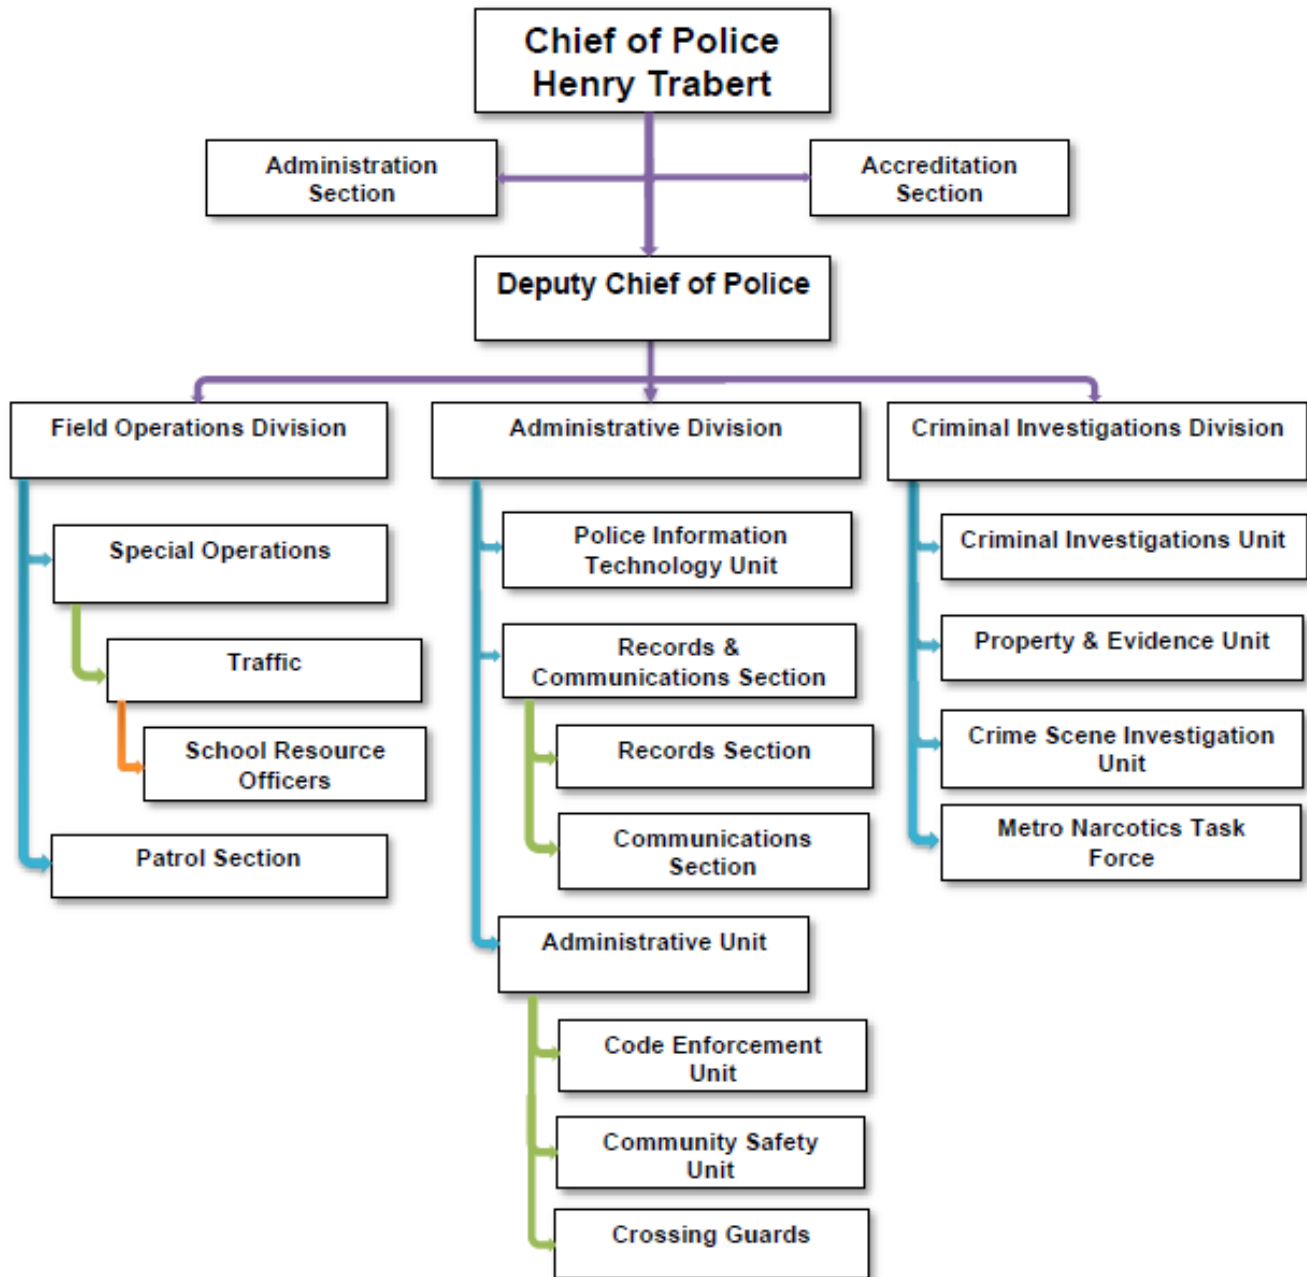 Chief of Police
Henry Trabert
Administration
Section
Accreditation
Section
Deputy Chief of Police
Field Operations Division
Special Operations
Traffic
School Resource
Officers
Patrol Section
Administrative Division
Police Information
Technology Unit
Records &
Communications Section
Records Section
Communications
Section
Administrative Unit
Code Enforcement
Unit
Community Safety
Unit
Crossing Guards
Criminal Investigations Division
Criminal Investigations Unit
Property & Evidence Unit
Crime Scene Investigation
Unit
Metro Narcotics Task
Force